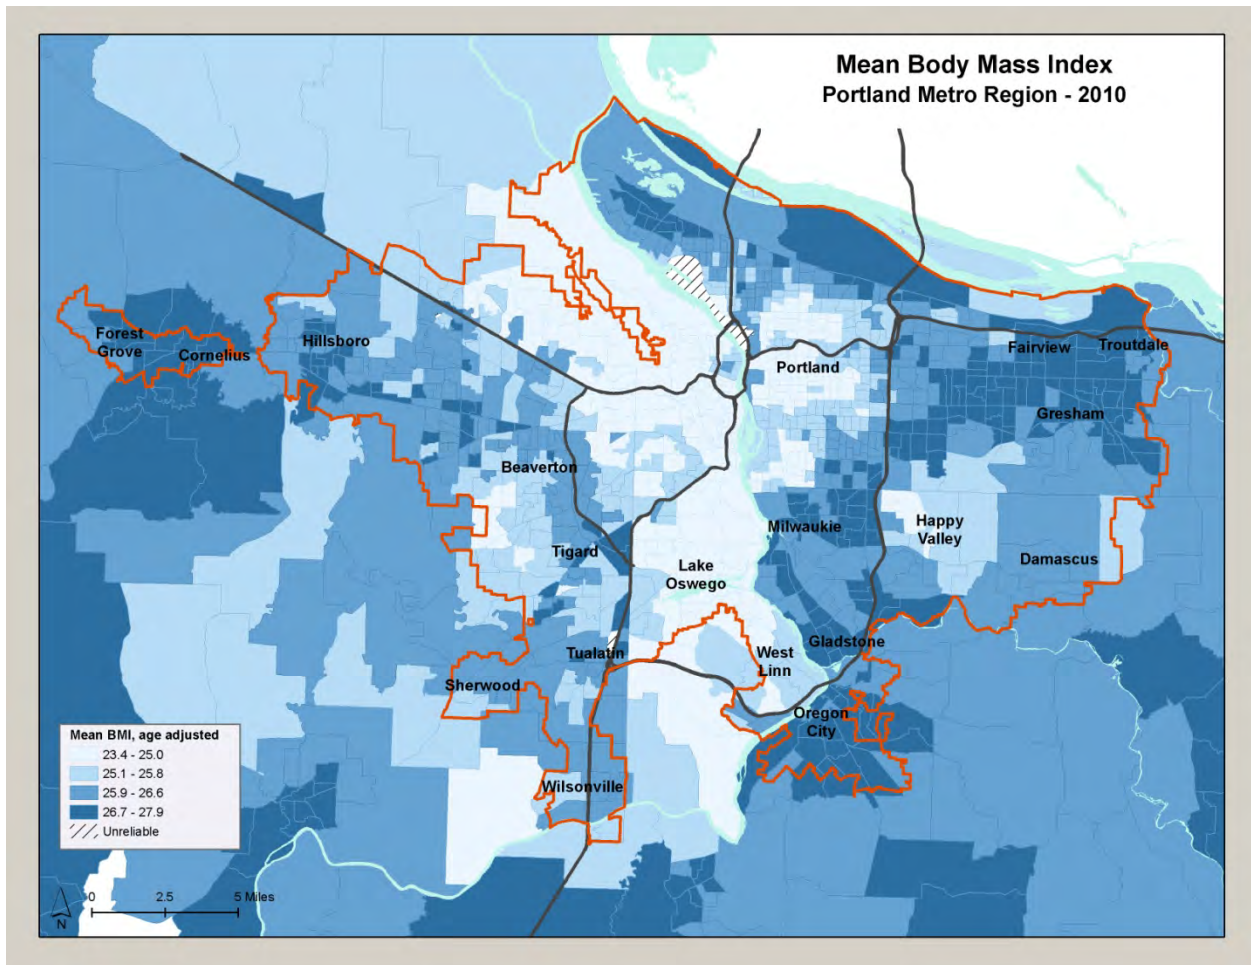 Mean Body Mass Index
Portland Metro Region - 2010
Forest
Grove
Cornelius
Hillsboro
Portland
Fairview
Troutdale
Gresham
Beaverton
Milwaukie
Happy
Valley
Tigard
Damascus
Lake
Oswego
Tualatin
West
Linn
Gladstone
Sherwood
Oregon
City
Wilsonville
Mean BMI, age adjusted
23.4 - 25.0
25.1 - 25.8
25.9 - 26.6
26.7 - 27.9
Unreliable
0 2.5 5 Miles
N